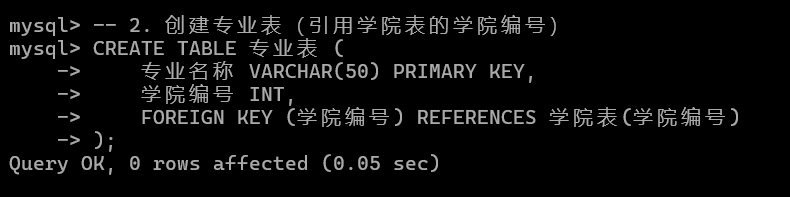 mysql> -- 2. 创建专业表 (引用学院表的学院编号)
mysql> CREATE TABLE 专业表 (
    ->     专业名称 VARCHAR(50) PRIMARY KEY,
    ->     学院编号 INT,
    ->     FOREIGN KEY (学院编号) REFERENCES 学院表(学院编号)
    -> );
Query OK, 0 rows affected (0.05 sec)